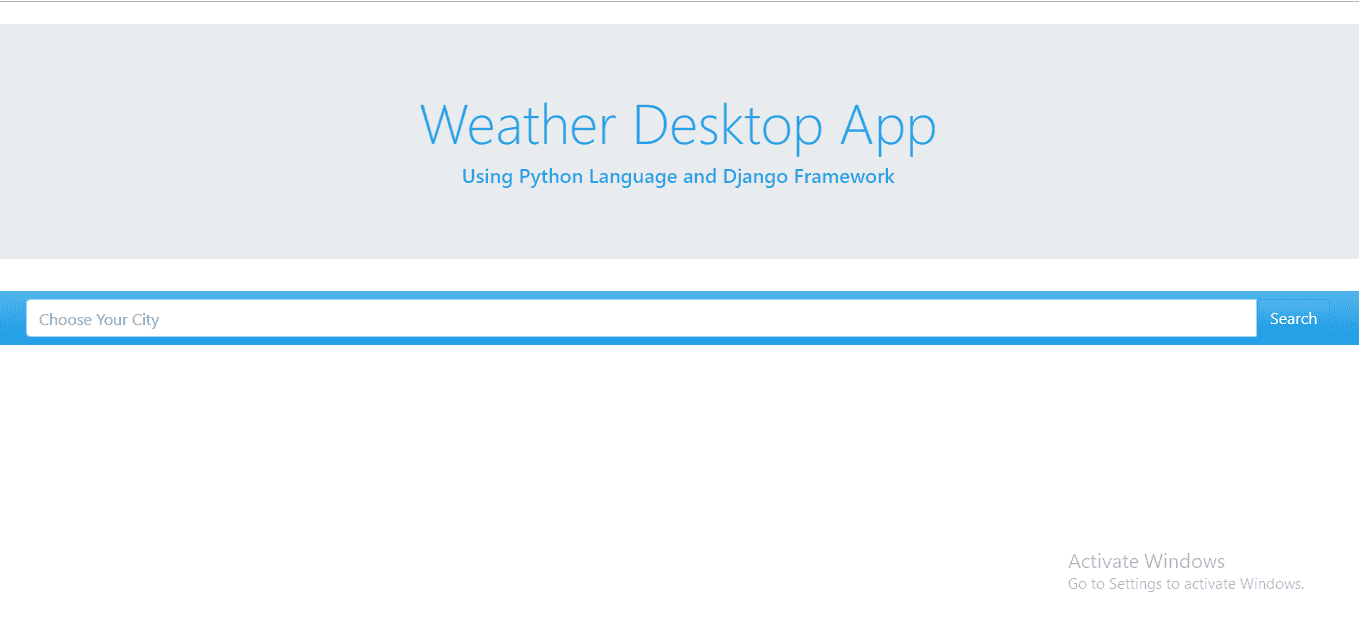 Weather Desktop App
Using Python Language and Django Framework
Choose Your City
Search
Activate Windows
Go to Settings to activate Windows.